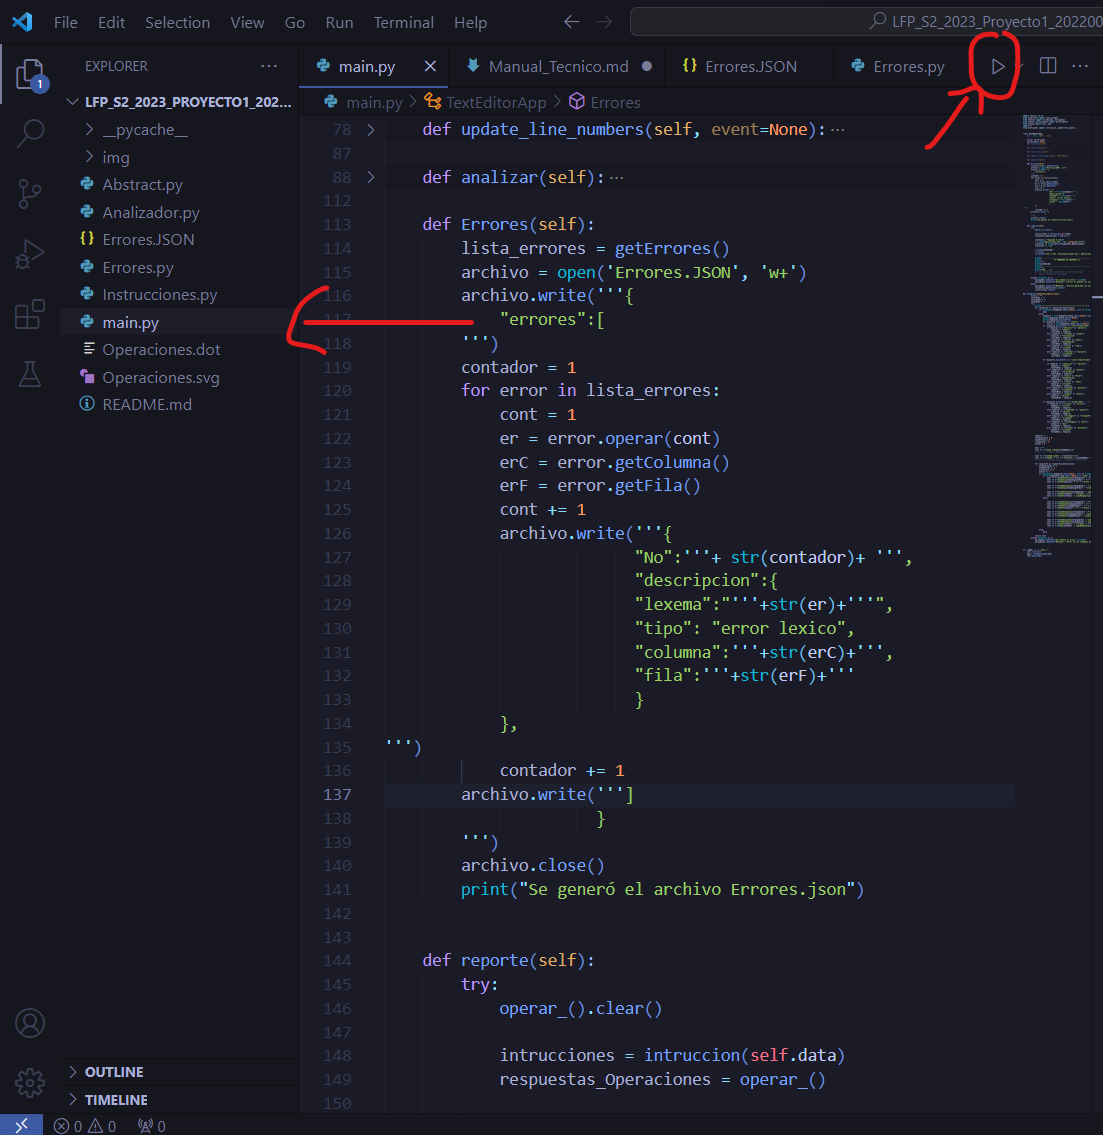 File Edit Selection View Go Run Terminal Help
LFP_S2_2023_Proyecto1_202200
1
EXPLORER
LFP_S2_2023_PROYECTO1_202...
__pycache__
img
Abstract.py
Analizador.py
Errores.JSON
Errores.py
Instrucciones.py
main.py
Operaciones.dot
Operaciones.svg
README.md
OUTLINE
TIMELINE
main.py Manual_Tecnico.md Errores.JSON Errores.py
main.py > TextEditorApp > Errores
78 def update_line_numbers(self, event=None):···
87
88 def analizar(self):···
112
113 def Errores(self):
114 lista_errores = getErrores()
115 archivo = open('Errores.JSON', 'w+')
116 archivo.write('''{
117 "errores":[
118 ''')
119 contador = 1
120 for error in lista_errores:
121 cont = 1
122 er = error.operar(cont)
123 erC = error.getColumna()
124 erF = error.getFila()
125 cont += 1
126 archivo.write('''{
127 "No":'''+ str(contador)+ ''',
128 "descripcion":{
129 "lexema":"'''+str(er)+'''",
130 "tipo": "error lexico",
131 "columna":'''+str(erC)+''',
132 "fila":'''+str(erF)+'''
133 }
134 },
135 ''')
136 contador += 1
137 archivo.write(''']
138 }
139 ''')
140 archivo.close()
141 print("Se generó el archivo Errores.json")
142
143
144 def reporte(self):
145 try:
146 operar_().clear()
147
148 intrucciones = intruccion(self.data)
149 respuestas_Operaciones = operar_()
150
0 0 0